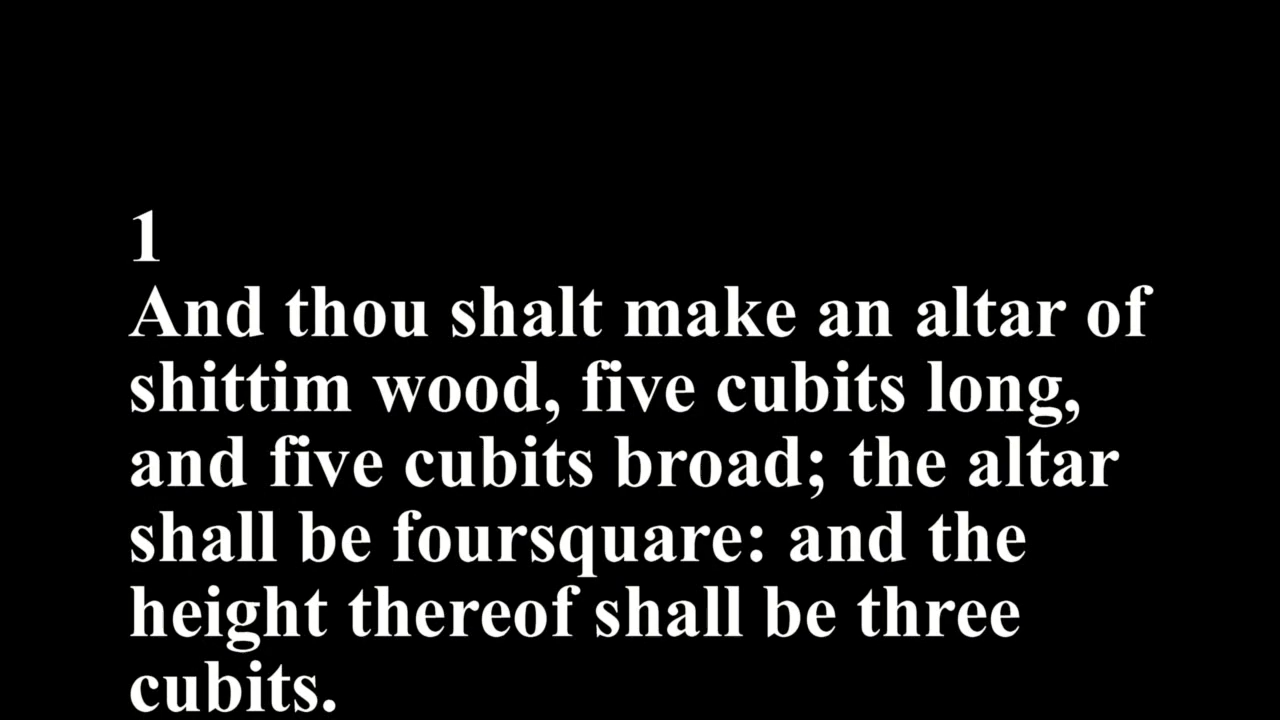 1
And thou shalt make an altar of
shittim wood, five cubits long,
and five cubits broad; the altar
shall be foursquare: and the
height thereof shall be three
cubits.